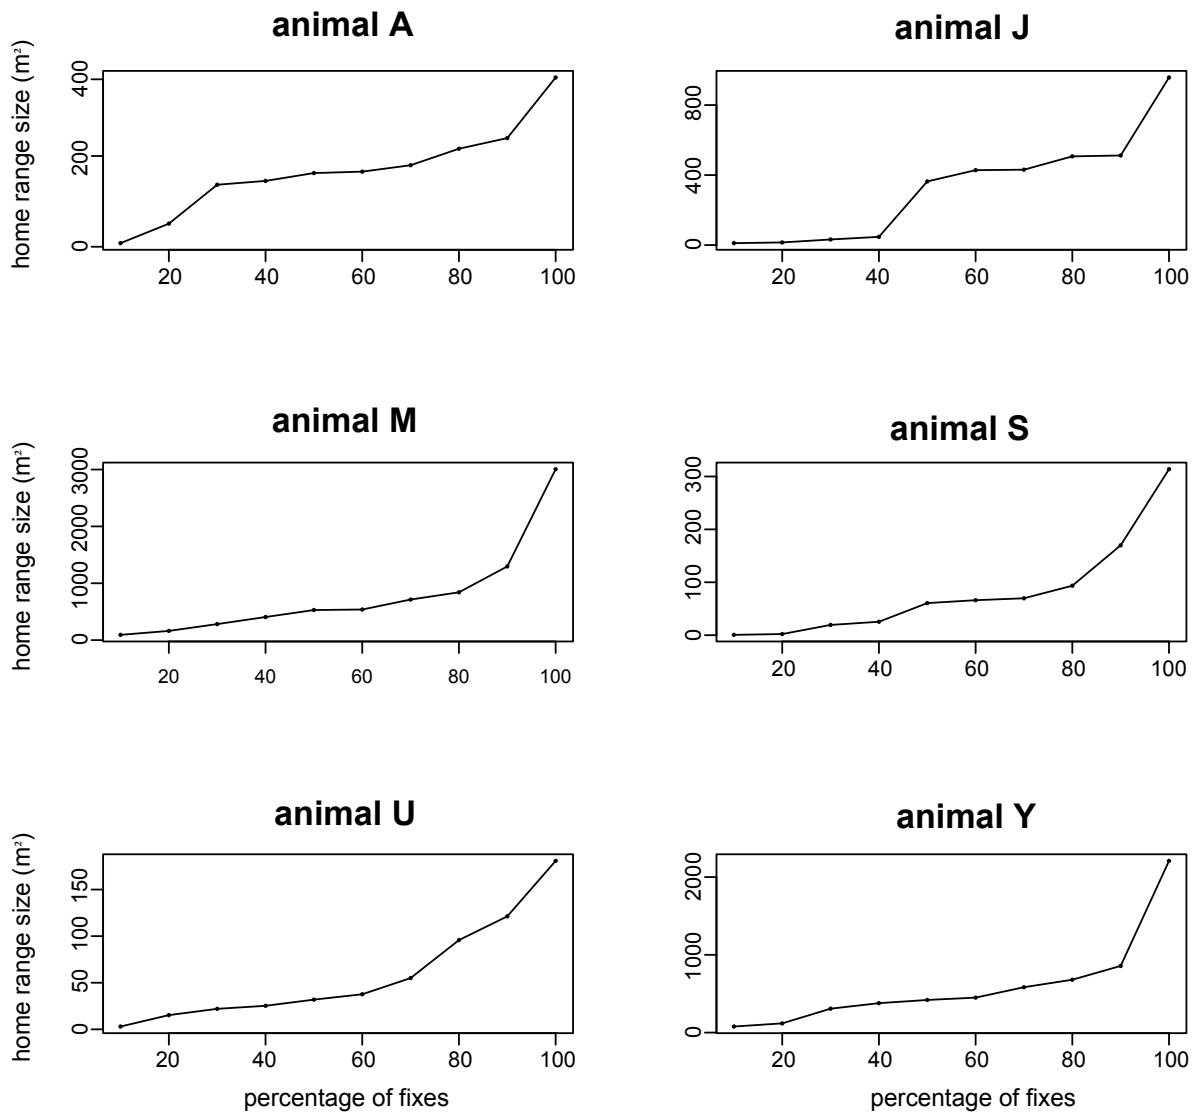 animal A
home range size (m²)
400
200
0
20 40 60 80 100
animal J
800
400
0
20 40 60 80 100
animal M
home range size (m²)
3000
2000
1000
0
20 40 60 80 100
animal S
300
200
100
0
20 40 60 80 100
animal U
home range size (m²)
150
100
50
0
20 40 60 80 100
percentage of fixes
animal Y
2000
1000
0
20 40 60 80 100
percentage of fixes